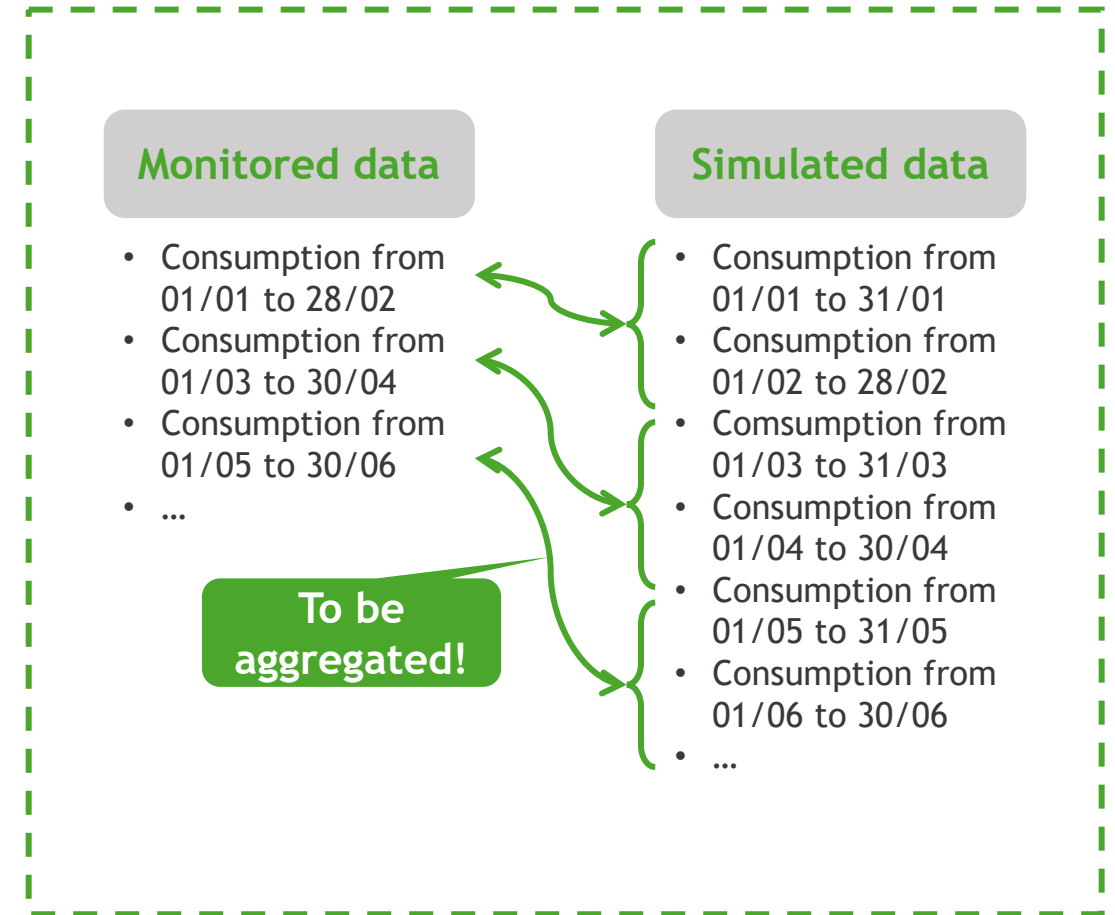 Monitored data
• Consumption from
01/01 to 28/02
• Consumption from
01/03 to 30/04
• Consumption from
01/05 to 30/06
• …
To be
aggregated!
Simulated data
• Consumption from
01/01 to 31/01
• Consumption from
01/02 to 28/02
• Comsumption from
01/03 to 31/03
• Consumption from
01/04 to 30/04
• Consumption from
01/05 to 31/05
• Consumption from
01/06 to 30/06
• …